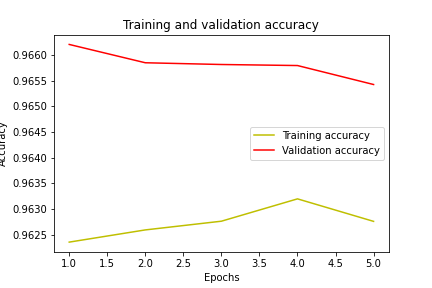 Training and validation accuracy
Accuracy
0.9660
0.9655
0.9650
0.9645
0.9640
0.9635
0.9630
0.9625
Training accuracy
Validation accuracy
1.0 1.5 2.0 2.5 3.0 3.5 4.0 4.5 5.0
Epochs